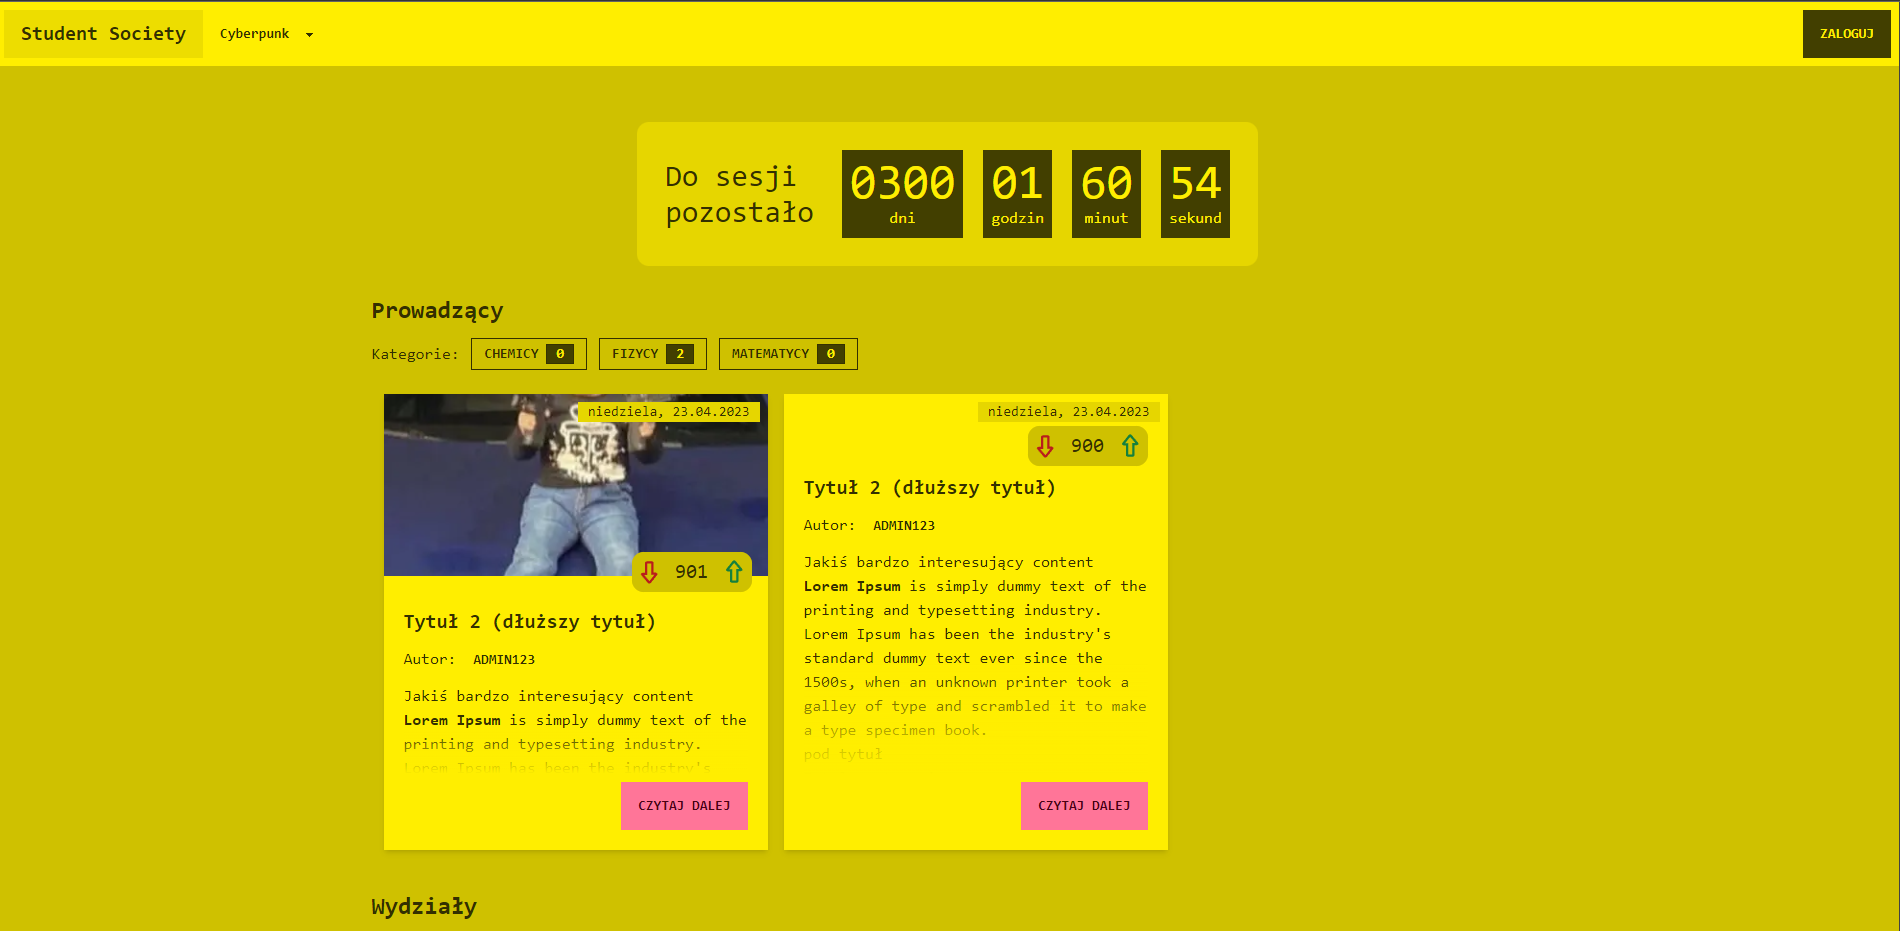 Student Society
Cyberpunk
ZALOGUJ
Do sesji
pozostało
0300
dni
01
godzin
60
minut
54
sekund
Prowadzący
Kategorie:
CHEMICY 0
FIZYCY 2
MATEMATYCY 0
niedziela, 23.04.2023
901
Tytuł 2 (dłuższy tytuł)
Autor: ADMIN123
Jakiś bardzo interesujący content
Lorem Ipsum is simply dummy text of the
printing and typesetting industry.
Lorem Ipsum has been the industry's
CZYTAJ DALEJ
niedziela, 23.04.2023
900
Tytuł 2 (dłuższy tytuł)
Autor: ADMIN123
Jakiś bardzo interesujący content
Lorem Ipsum is simply dummy text of the
printing and typesetting industry.
Lorem Ipsum has been the industry's
standard dummy text ever since the
1500s, when an unknown printer took a
galley of type and scrambled it to make
a type specimen book.
pod tytuł
CZYTAJ DALEJ
Wydziały